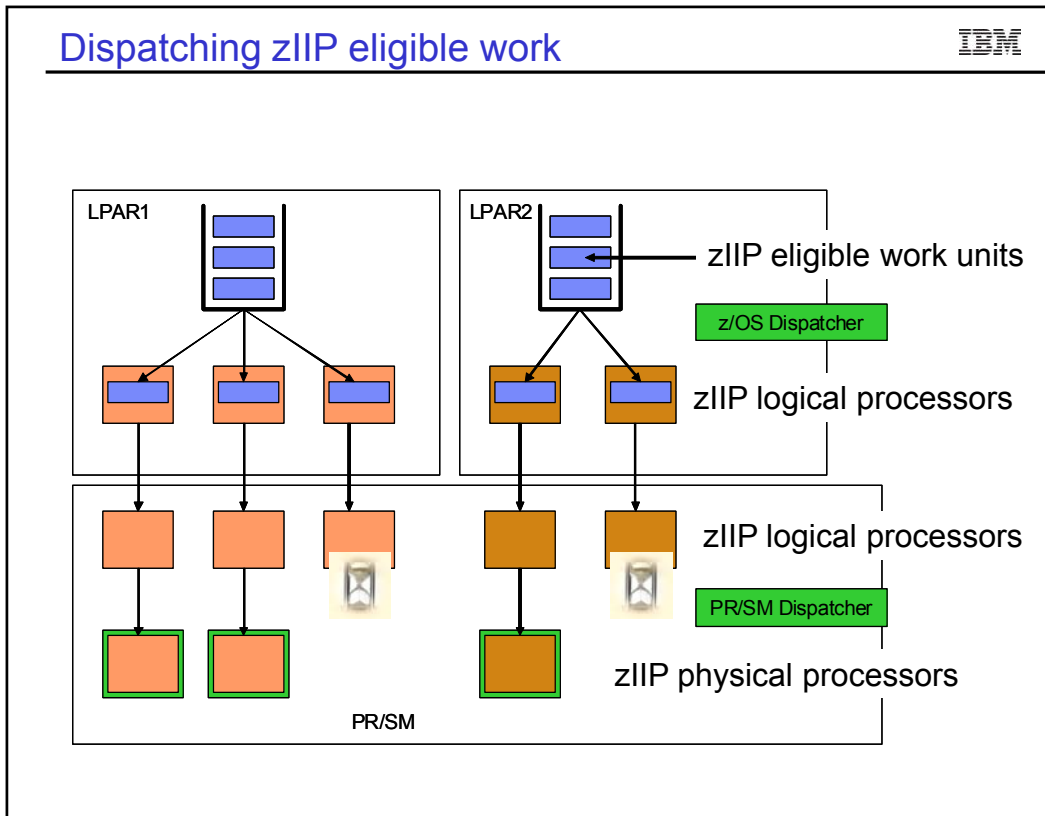 Dispatching zIIP eligible work
IBM
LPAR1
LPAR2
zIIP eligible work units
z/OS Dispatcher
zIIP logical processors
zIIP logical processors
PR/SM Dispatcher
zIIP physical processors
PR/SM